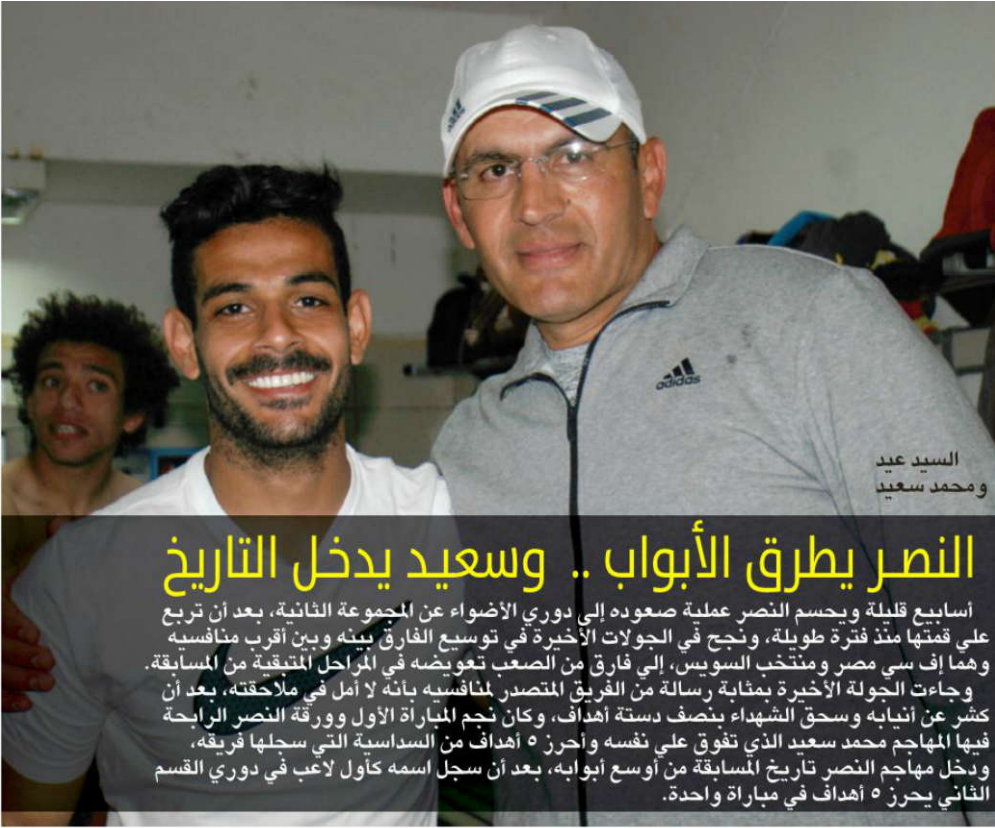 adidas
adidas
السيد عيد
ومحمد سعيد
النصر يطرق الأبواب .. وسعيد يدخل التاريخ
أسابيع قليلة ويحسم النصر عملية صعوده إلي دوري الأضواء عن المجموعة الثانية، بعد أن تربع
علي قمتها منذ فترة طويلة، ونجح في الجولات الأخيرة في توسيع الفارق بينه وبين أقرب منافسيه
وهما إف سي مصر ومنتخب السويس، إلي فارق من الصعب تعويضه في المراحل المتبقية من المسابقة.
وجاءت الجولة الأخيرة بمثابة رسالة من الفريق المتصدر لمنافسيه بأنه لا أمل في ملاحقته، بعد أن
كشر عن أنيابه وسحق الشهداء بنصف دستة أهداف، وكان نجم المباراة الأول وورقة النصر الرابحة
فيها المهاجم محمد سعيد الذي تفوق علي نفسه وأحرز ٥ أهداف من السداسية التي سجلها فريقه،
ودخل مهاجم النصر تاريخ المسابقة من أوسع أبوابه، بعد أن سجل اسمه كأول لاعب في دوري القسم
الثاني يحرز ٥ أهداف في مباراة واحدة.